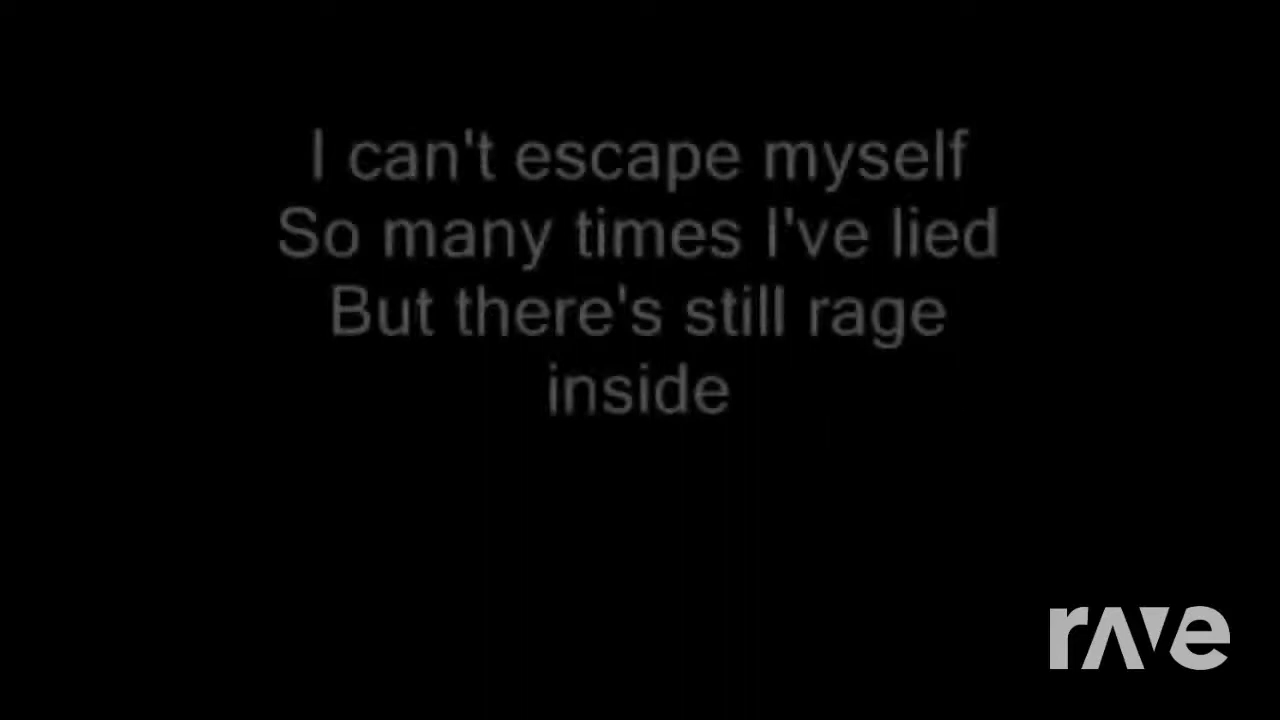 I can't escape myself
So many times I've lied
But there's still rage
inside
rave